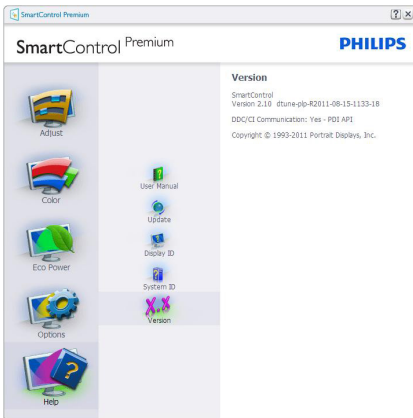 SmartControl Premium
SmartControl Premium
PHILIPS
Adjust
Color
Eco Power
Options
Help
User Manual
Update
Display ID
System ID
X.X
Version
Version
SmartControl
Version 2.10 dtune-plp-R2011-08-15-1133-18
DDC/CI Communication: Yes - PDI API
Copyright © 1993-2011 Portrait Displays, Inc.